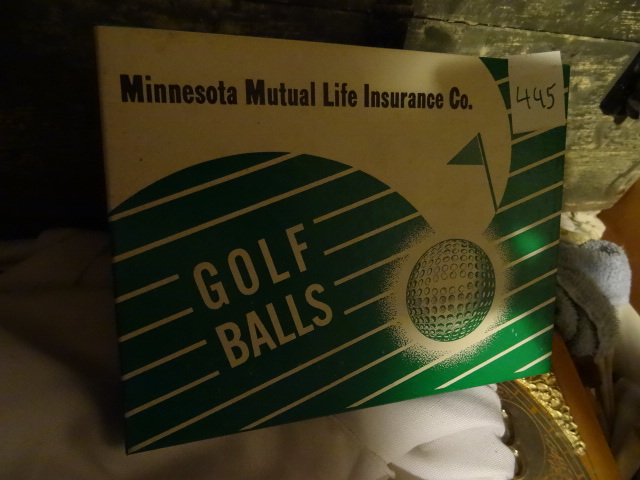 Minnesota Mutual Life Insurance Co.
445
GOLF
BALLS